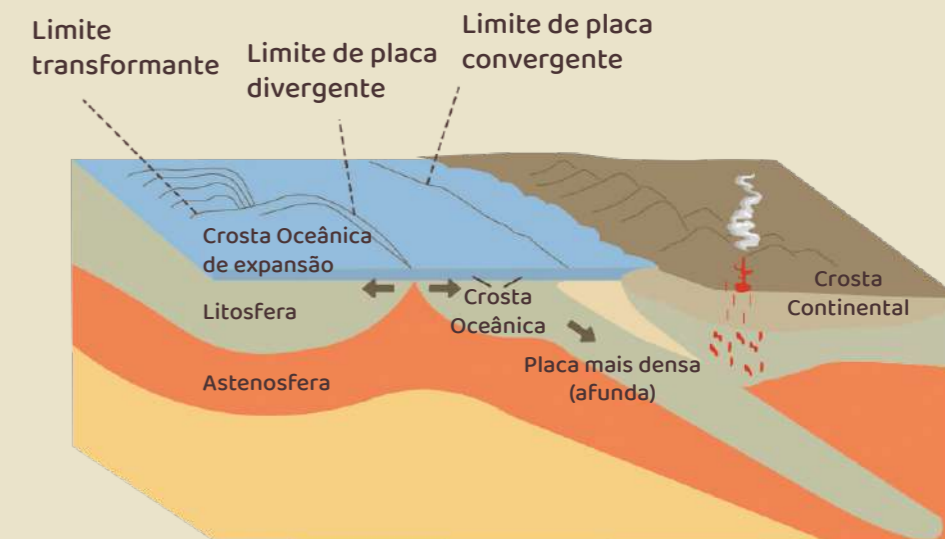 Limite
transformante
Limite de placa
divergente
Limite de placa
convergente
Crosta Oceânica
de expansão
Litosfera
Astenosfera
Crosta
Oceânica
Placa mais densa
(afunda)
Crosta
Continental